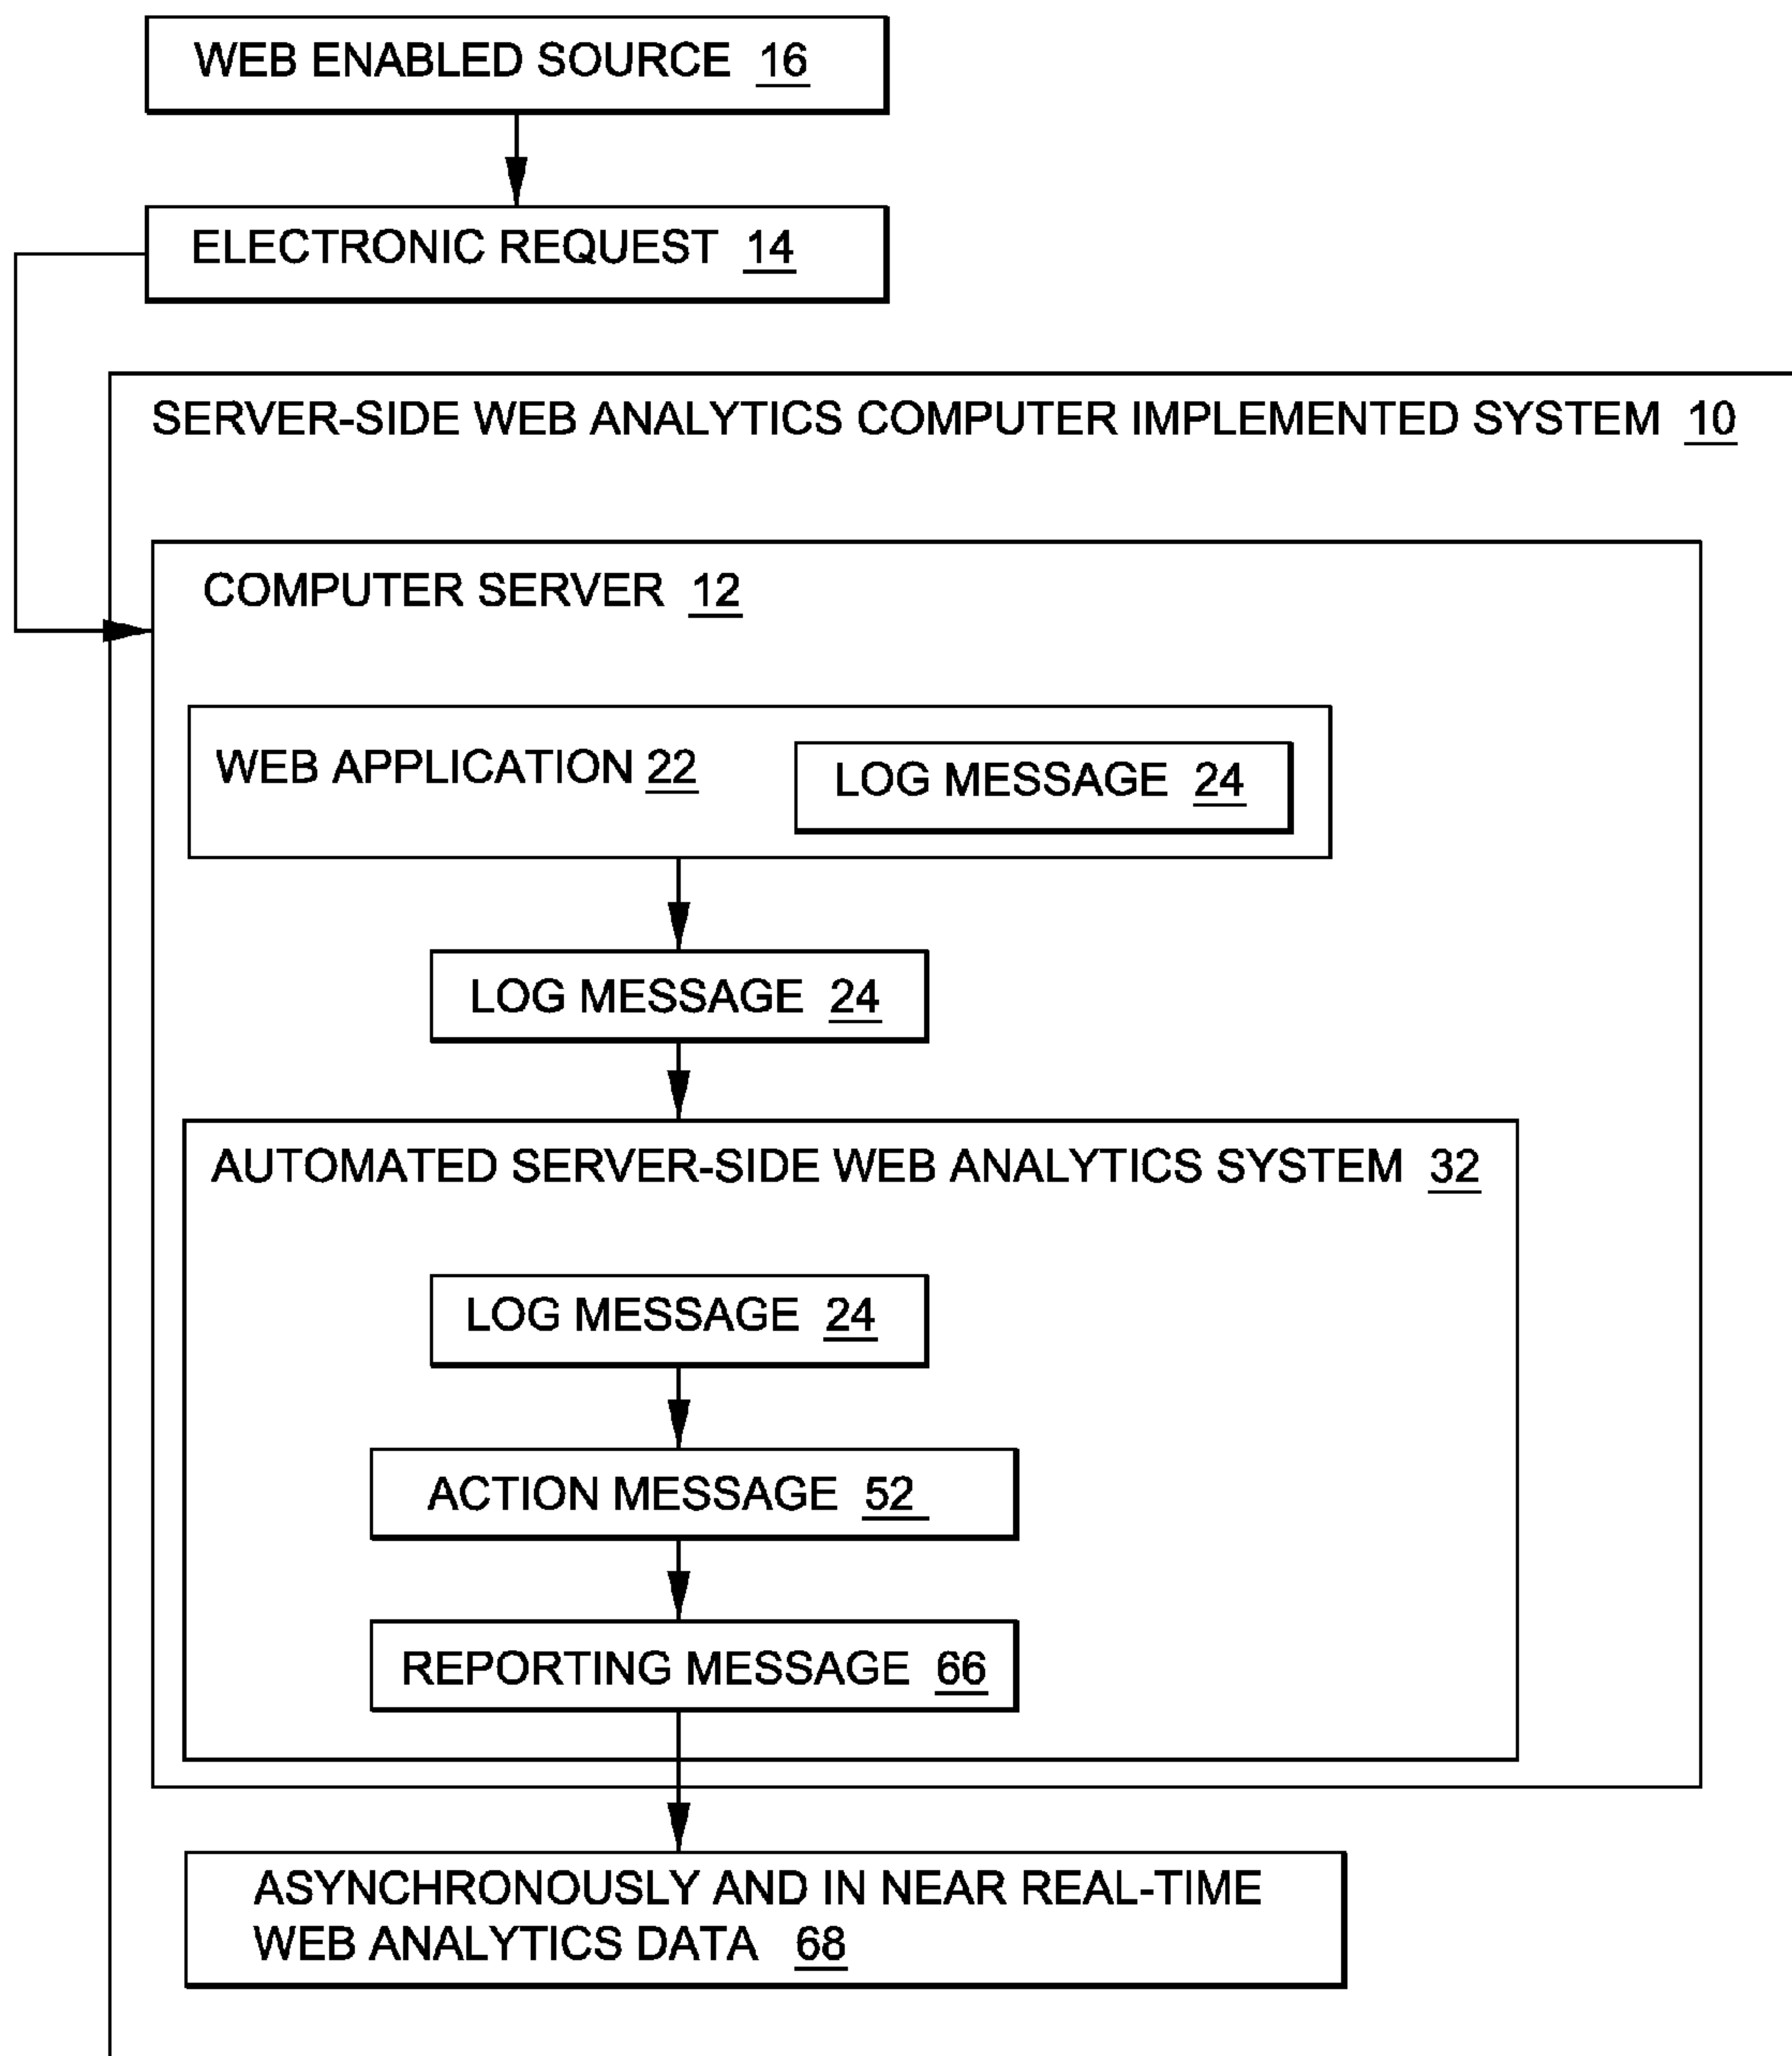 WEB ENABLED SOURCE 16
ELECTRONIC REQUEST 14
SERVER-SIDE WEB ANALYTICS COMPUTER IMPLEMENTED SYSTEM 10
COMPUTER SERVER 12
WEB APPLICATION 22
LOG MESSAGE 24
LOG MESSAGE 24
AUTOMATED SERVER-SIDE WEB ANALYTICS SYSTEM 32
LOG MESSAGE 24
ACTION MESSAGE 52
REPORTING MESSAGE 66
ASYNCHRONOUSLY AND IN NEAR REAL-TIME
WEB ANALYTICS DATA 68